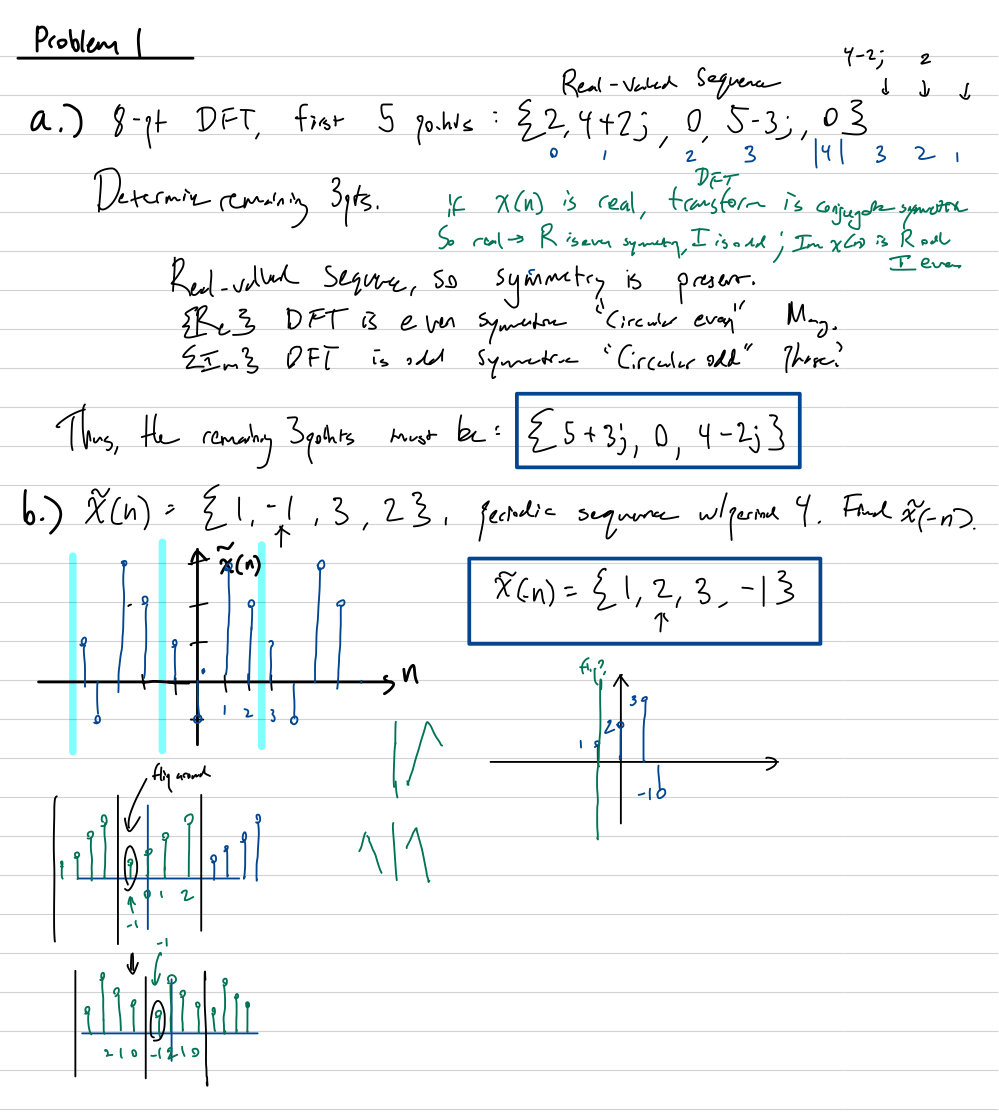 Problem 1
4-2j 2
Real-valued Sequence
a.) 8-pt DFT, first 5 points : {2, 4+2j, 0, 5-3j, 0}
0 1 2 3 |4| 3 2 1
Determine remaining 3pts.
DFT
if x(n) is real, transform is conjugate symmetric
So real → R is even symmetry, I is odd ; Im x(n) is R odd
I even
Real-valued sequence, so symmetry is present.
{Re} DFT is even symmetric "Circular even" Mag.
{Im} DFT is odd symmetric "Circular odd" Phase?
Thus, the remaining 3 points must be: {5+3j, 0, 4-2j}
b.) x̃(n) = {1, -1, 3, 2}, periodic sequence w/period 4. Find x̃(-n).
↑
x̃(n)
x̃(-n) = {1, 2, 3, -1}
↑
n
1 2 3
flip?
3
2
1
-1
flip around
0 1 2
-1
-1
2 1 0 -1 2 1 0